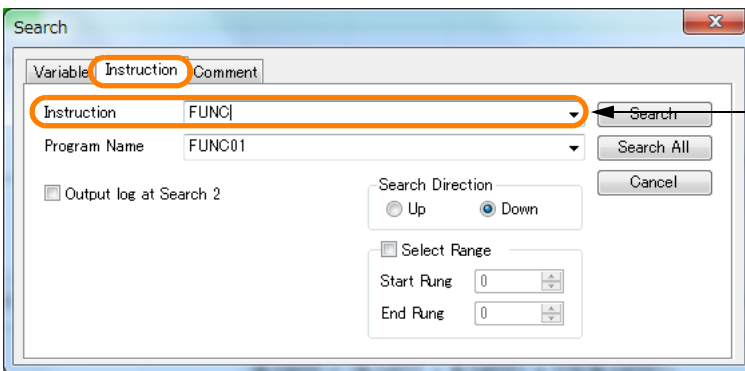 Search
Variable Instruction Comment
Instruction FUNC Search
Program Name FUNC01 Search All
Output log at Search 2 Search Direction Cancel
Up Down
Select Range
Start Rung 0
End Rung 0